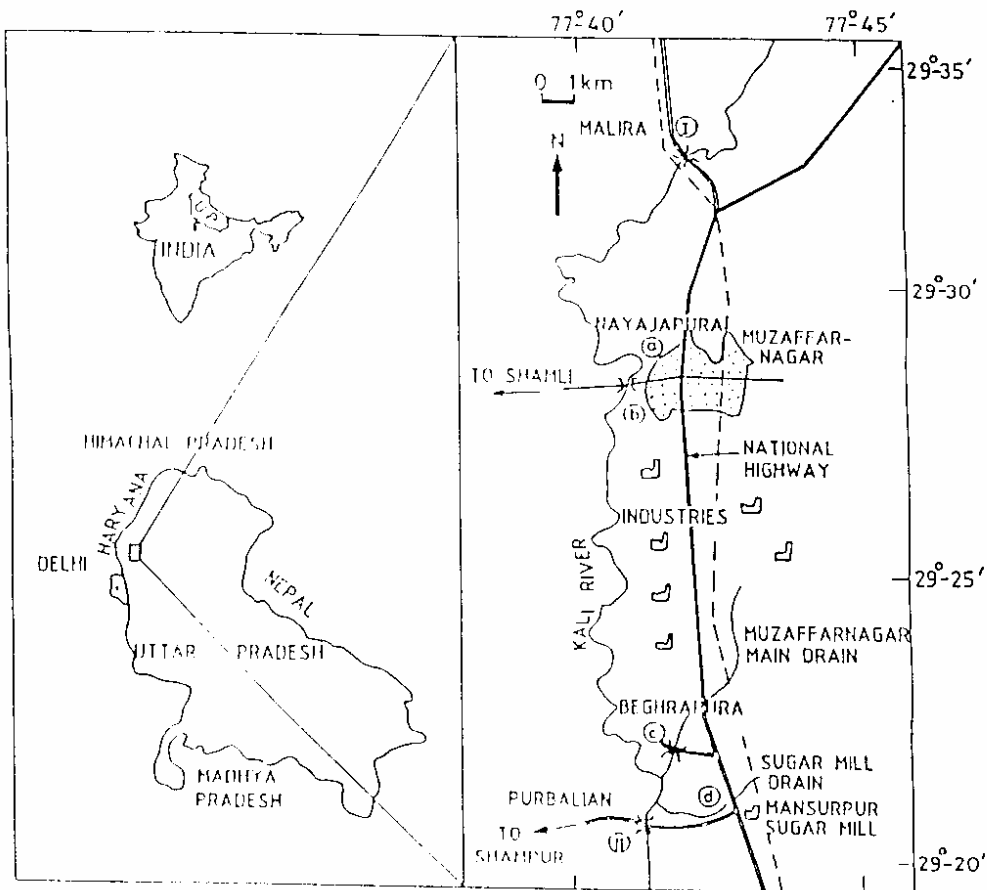 77°40'
77°45'
29°35'
0 1km
MALIRA
I
N
U.P.
INDIA
29°30'
NAYAJAPURA
a
MUZAFFAR-
NAGAR
TO SHAMLI
(b)
HIMACHAL PRADESH
NATIONAL
HIGHWAY
HARYANA
INDUSTRIES
DELHI
NEPAL
KALI RIVER
29°25'
UTTAR PRADESH
MUZAFFARNAGAR
MAIN DRAIN
BEGHRAPURA
c
MADHYA
PRADESH
SUGAR MILL
DRAIN
d
PURBALIAN
MANSURPUR
SUGAR MILL
TO
SHAMPUR
(II)
29°20'